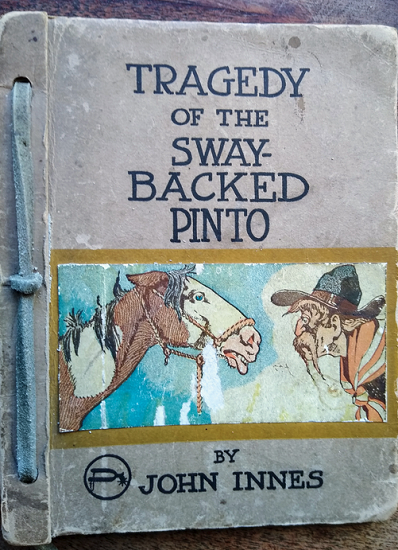 TRAGEDY
OF THE
SWAY-
BACKED
PINTO
BY
JOHN INNES